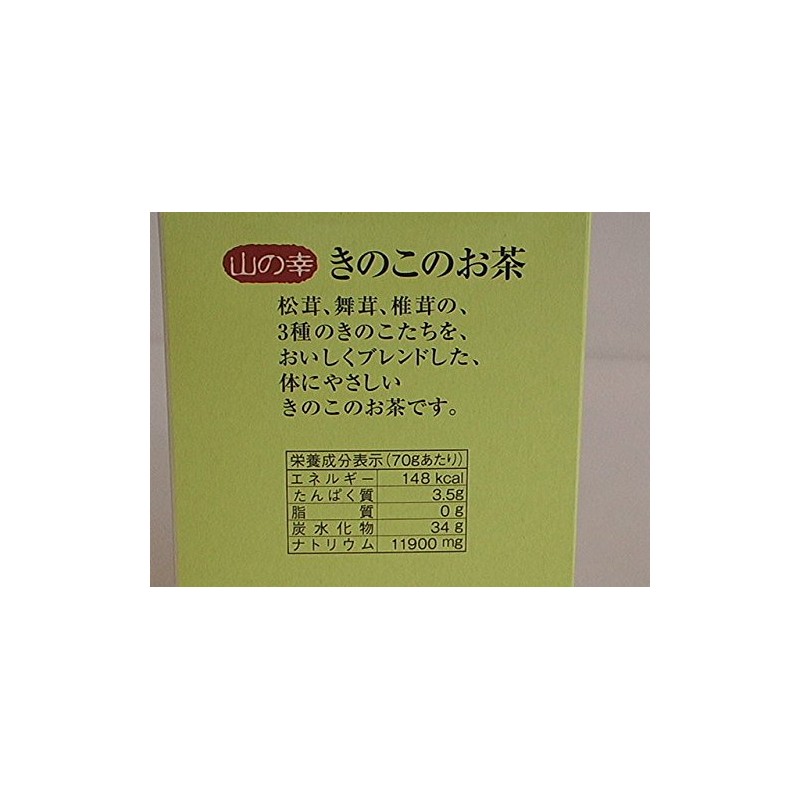 山の幸 きのこのお茶
松茸、舞茸、椎茸の、
3種のきのこたちを、
おいしくブレンドした、
体にやさしい
きのこのお茶です。
栄養成分表示(70gあたり)
エネルギー 148 kcal
たんぱく質 3.5g
脂質 0g
炭水化物 34g
ナトリウム 11900 mg